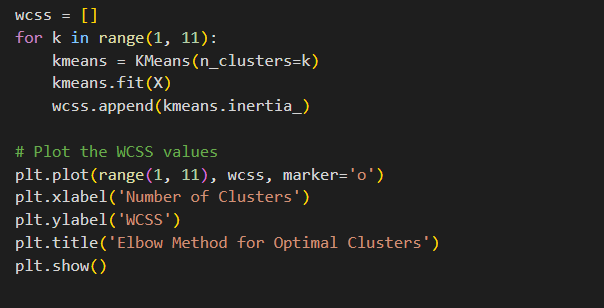 wcss = []
for k in range(1, 11):
    kmeans = KMeans(n_clusters=k)
    kmeans.fit(X)
    wcss.append(kmeans.inertia_)

# Plot the WCSS values
plt.plot(range(1, 11), wcss, marker='o')
plt.xlabel('Number of Clusters')
plt.ylabel('WCSS')
plt.title('Elbow Method for Optimal Clusters')
plt.show()